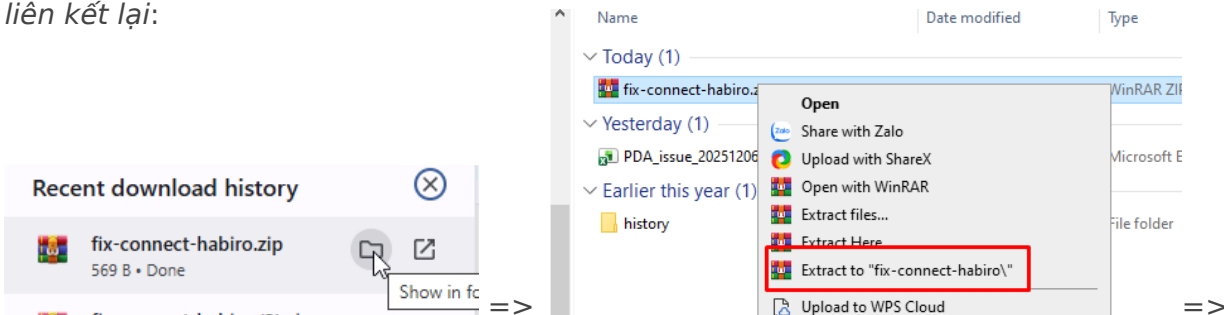 liên kết lại:
Recent download history
fix-connect-habiro.zip
569 B • Done
Show in fo
=>
Name Date modified Type
Today (1)
fix-connect-habiro.z WinRAR ZIP
Yesterday (1)
PDA_issue_20251206 Microsoft E
Earlier this year (1)
history File folder
Open
Share with Zalo
Upload with ShareX
Open with WinRAR
Extract files...
Extract Here
Extract to "fix-connect-habiro\"
Upload to WPS Cloud
=>